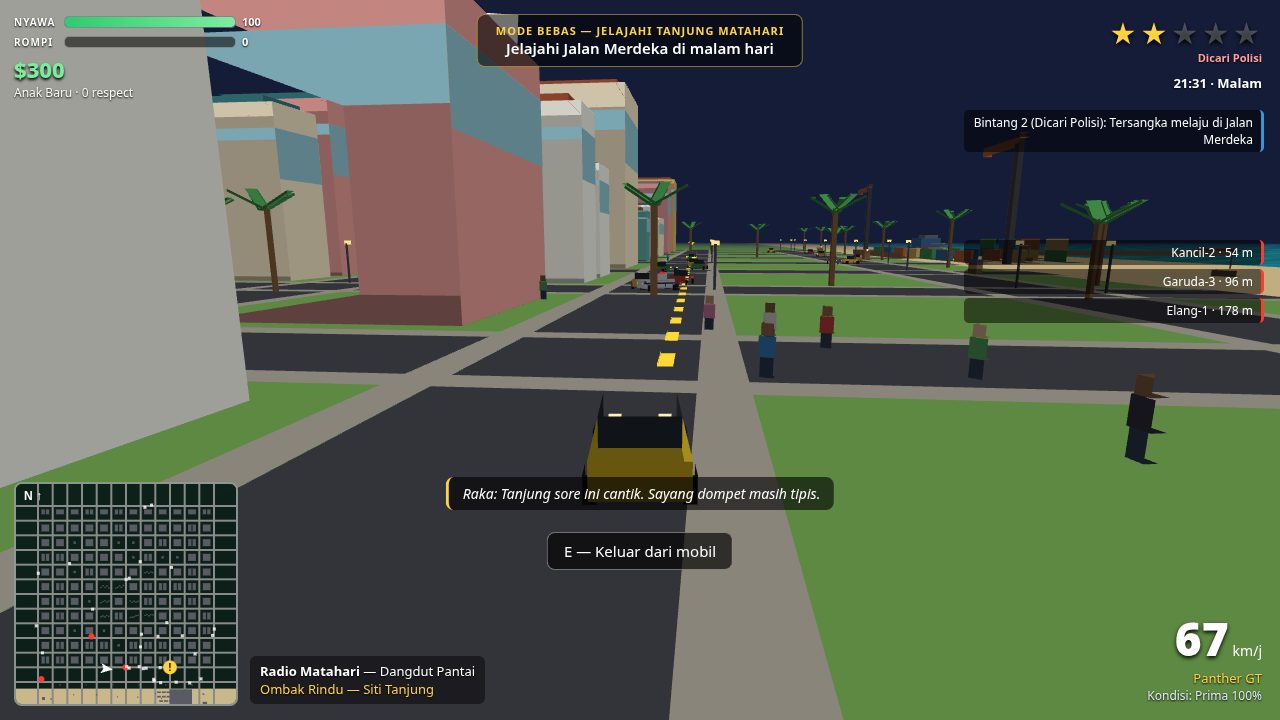 NYAWA 100
ROMPI 0
$300
Anak Baru · 0 respect
MODE BEBAS — JELAJAHI TANJUNG MATAHARI
Jelajahi Jalan Merdeka di malam hari
Dicari Polisi
21:31 · Malam
Bintang 2 (Dicari Polisi): Tersangka melaju di Jalan
Merdeka
Kancil-2 · 54 m
Garuda-3 · 96 m
Elang-1 · 178 m
Raka: Tanjung sore ini cantik. Sayang dompet masih tipis.
E — Keluar dari mobil
N ↑
!
Radio Matahari — Dangdut Pantai
Ombak Rindu — Siti Tanjung
67 km/j
Panther GT
Kondisi: Prima 100%